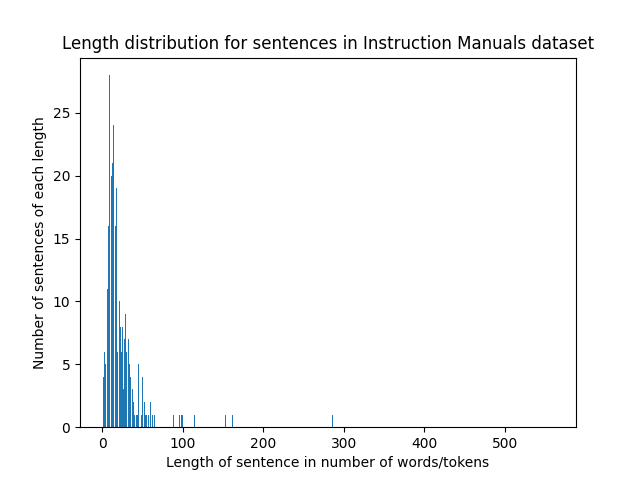 Length distribution for sentences in Instruction Manuals dataset
Number of sentences of each length
25
20
15
10
5
0
0 100 200 300 400 500
Length of sentence in number of words/tokens